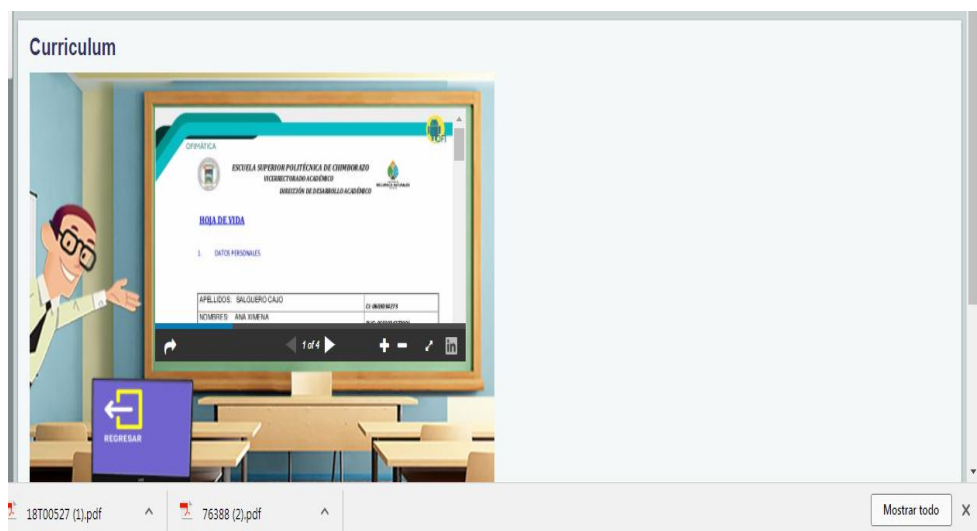 Curriculum
OFIMÁTICA
ESCUELA SUPERIOR POLITÉCNICA DE CHIMBORAZO
VICERRECTORADO ACADÉMICO
DIRECCIÓN DE DESARROLLO ACADÉMICO
HOJA DE VIDA
1. DATOS PERSONALES
APELLIDOS: SALGUERO CAJO
NOMBRES: ANA XIMENA
1 of 4
in
REGRESAR
18T00527 (1).pdf
76388 (2).pdf
Mostrar todo
X